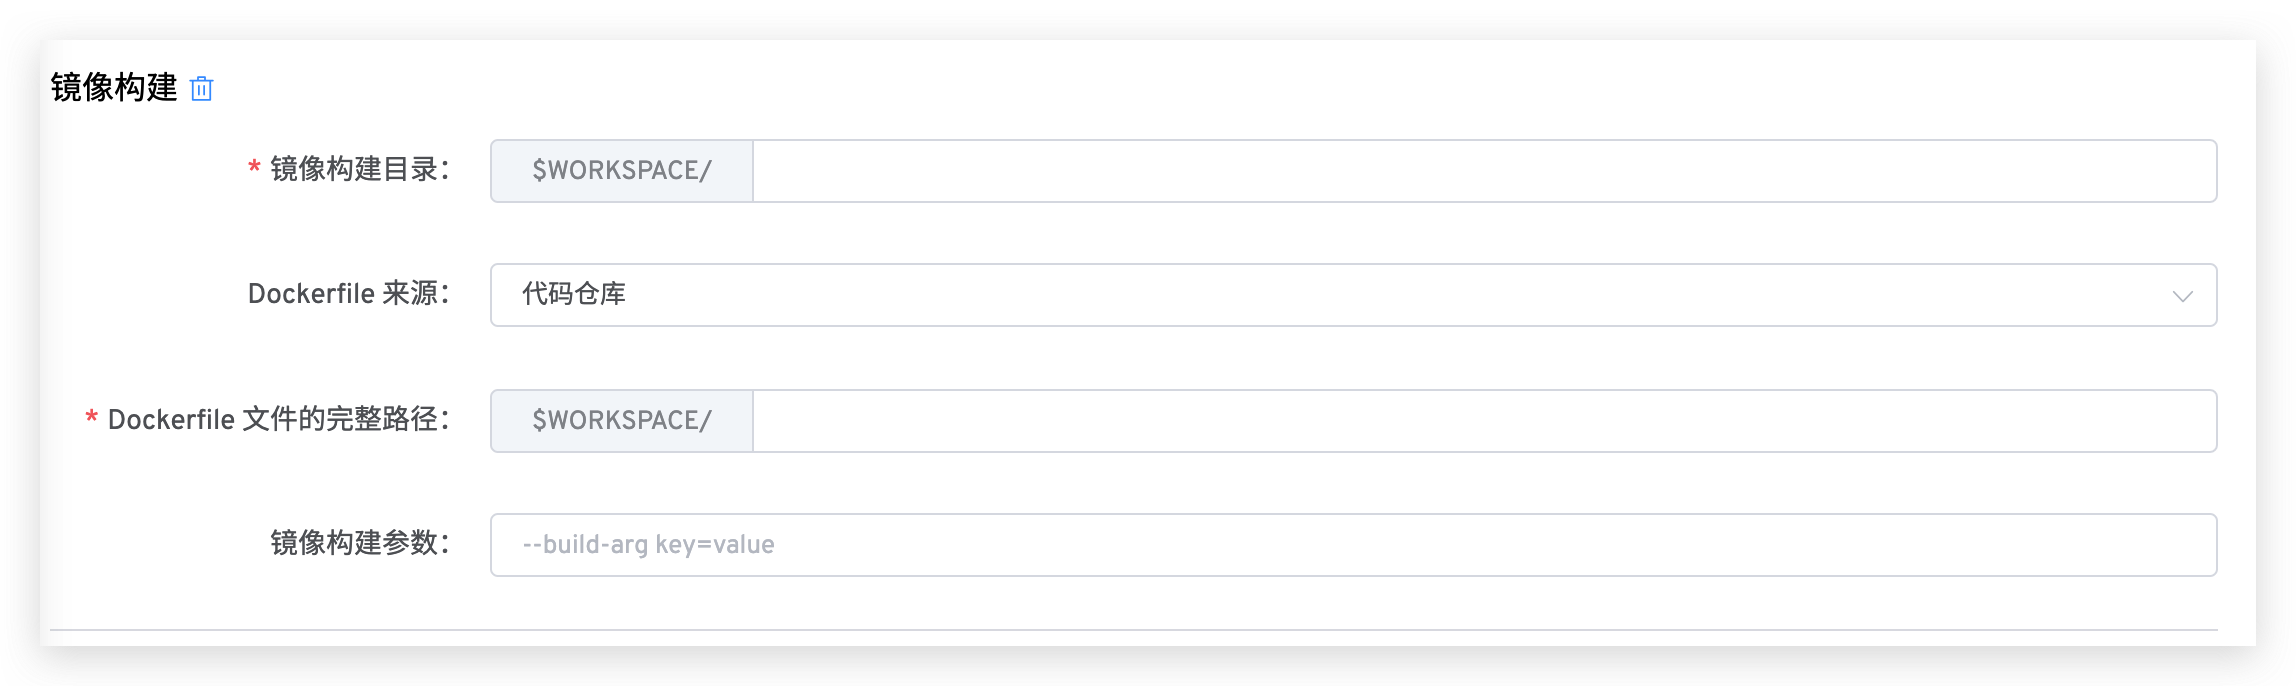 镜像构建
* 镜像构建目录： $WORKSPACE/
Dockerfile 来源： 代码仓库
* Dockerfile 文件的完整路径： $WORKSPACE/
镜像构建参数： --build-arg key=value